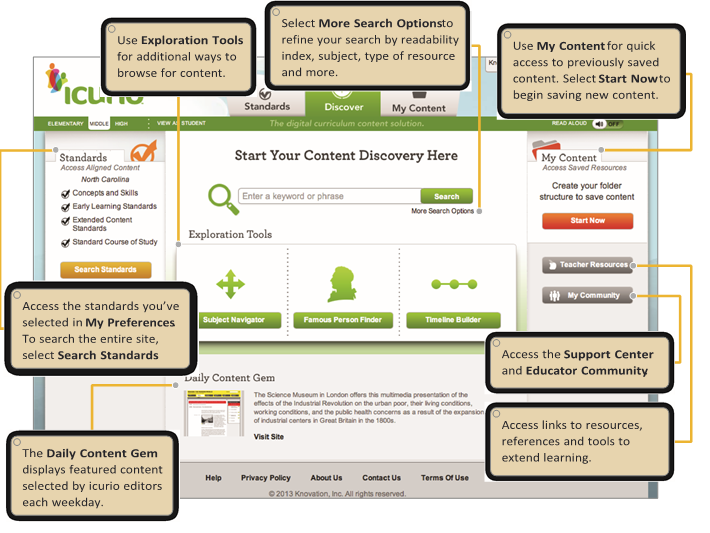 Use Exploration Tools
for additional ways to
browse for content.
Select More Search Optionsto
refine your search by readability
index, subject, type of resource
and more.
Use My Content for quick
access to previously saved
content. Select Start Now to
begin saving new content.
icurio
Standards
Discover
My Content
ELEMENTARY MIDDLE HIGH
The digital curriculum content solution.
READ ALOUD OFF
Standards
Access Aligned Content
North Carolina
Concepts and Skills
Early Learning Standards
Extended Content
Standards
Standard Course of Study
Search Standards
Start Your Content Discovery Here
Enter a keyword or phrase
Search
More Search Options
Exploration Tools
Subject Navigator
Famous Person Finder
Timeline Builder
My Content
Access Saved Resources
Create your folder
structure to save content
Start Now
Teacher Resources
My Community
Access the standards you've
selected in My Preferences
To search the entire site,
select Search Standards
Access the Support Center
and Educator Community
Access links to resources,
references and tools to
extend learning.
Daily Content Gem
The Science Museum in London offers this multimedia presentation of the
effects of the Industrial Revolution on the urban poor, their living conditions,
working conditions, and the public health concerns as a result of the expansion
of industrial centers in Great Britain in the 1800s.
Visit Site
The Daily Content Gem
displays featured content
selected by icurio editors
each weekday.
Help Privacy Policy About Us Contact Us Terms Of Use
© 2013 Knovation, Inc. All rights reserved.